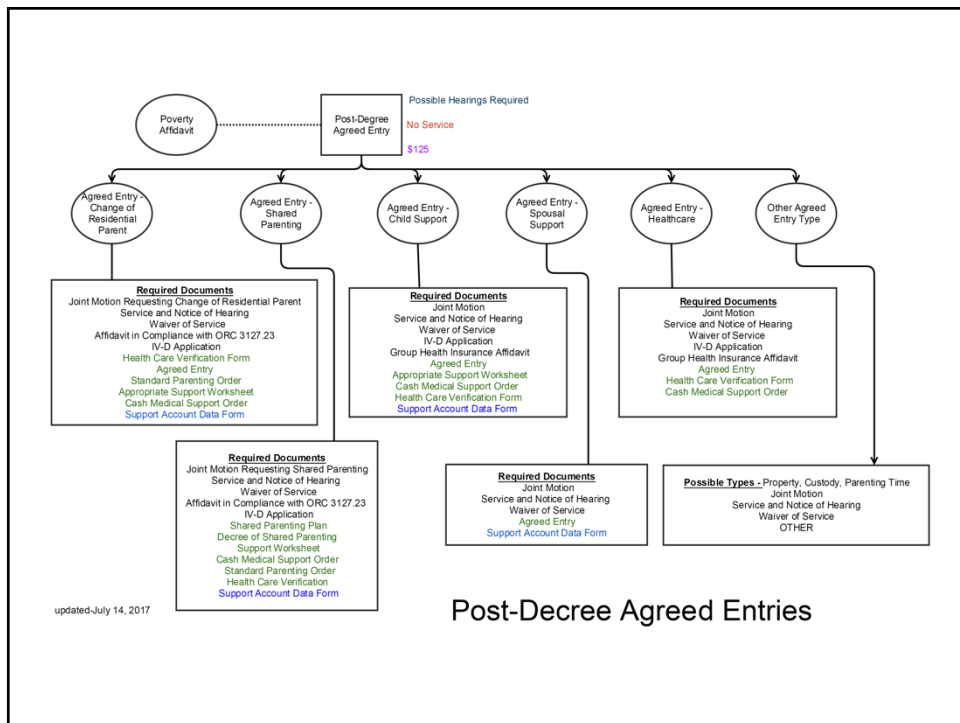 Possible Hearings Required
Poverty
Affidavit
Post-Degree
Agreed Entry
No Service
$125
Agreed Entry -
Change of
Residential
Parent
Agreed Entry -
Shared
Parenting
Agreed Entry
- Child Support
Agreed Entry -
Spousal
Support
Agreed Entry -
Healthcare
Other Agreed
Entry Type
Required Documents
Joint Motion Requesting Change of Residential Parent
Service and Notice of Hearing
Waiver of Service
Affidavit in Compliance with ORC 3127.23
IV-D Application
Health Care Verification Form
Agreed Entry
Standard Parenting Order
Appropriate Support Worksheet
Cash Medical Support Order
Support Account Data Form
Required Documents
Joint Motion
Service and Notice of Hearing
Waiver of Service
IV-D Application
Group Health Insurance Affidavit
Agreed Entry
Appropriate Support Worksheet
Cash Medical Support Order
Health Care Verification Form
Support Account Data Form
Required Documents
Joint Motion
Service and Notice of Hearing
Waiver of Service
IV-D Application
Group Health Insurance Affidavit
Agreed Entry
Health Care Verification Form
Cash Medical Support Order
Required Documents
Joint Motion Requesting Shared Parenting
Service and Notice of Hearing
Waiver of Service
Affidavit in Compliance with ORC 3127.23
IV-D Application
Shared Parenting Plan
Decree of Shared Parenting
Support Worksheet
Cash Medical Support Order
Standard Parenting Order
Health Care Verification
Support Account Data Form
Required Documents
Joint Motion
Service and Notice of Hearing
Waiver of Service
Agreed Entry
Support Account Data Form
Possible Types - Property, Custody, Parenting Time
Joint Motion
Service and Notice of Hearing
Waiver of Service
OTHER
updated-July 14, 2017
Post-Decree Agreed Entries